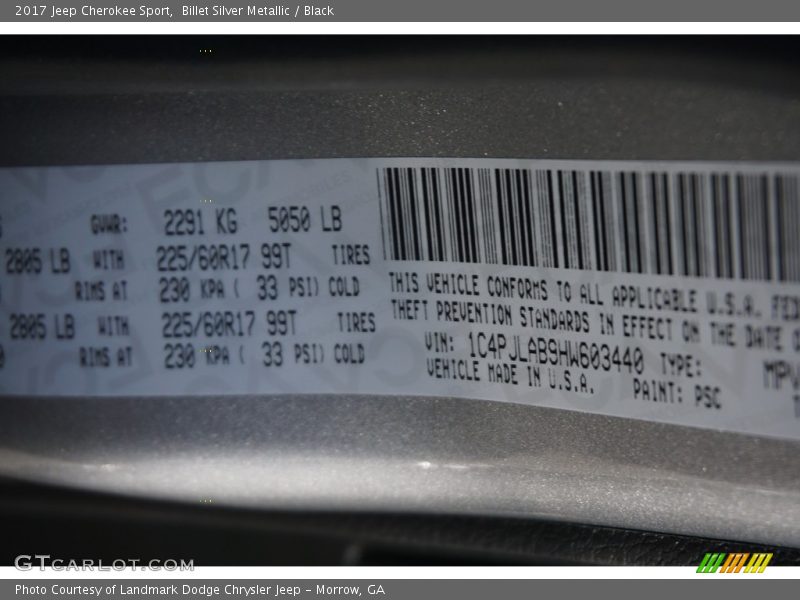 2017 Jeep Cherokee Sport, Billet Silver Metallic / Black
GVWR: 2291 KG 5050 LB
2805 LB WITH 225/60R17 99T TIRES
RIMS AT 230 KPA ( 33 PSI) COLD
2805 LB WITH 225/60R17 99T TIRES
RIMS AT 230 KPA ( 33 PSI) COLD
THIS VEHICLE CONFORMS TO ALL APPLICABLE U.S.A.
THEFT PREVENTION STANDARDS IN EFFECT ON THE DATE
VIN: 1C4PJLAB9HW603440 TYPE: MPV
VEHICLE MADE IN U.S.A. PAINT: PSC
GTCARLOT.COM
Photo Courtesy of Landmark Dodge Chrysler Jeep – Morrow, GA